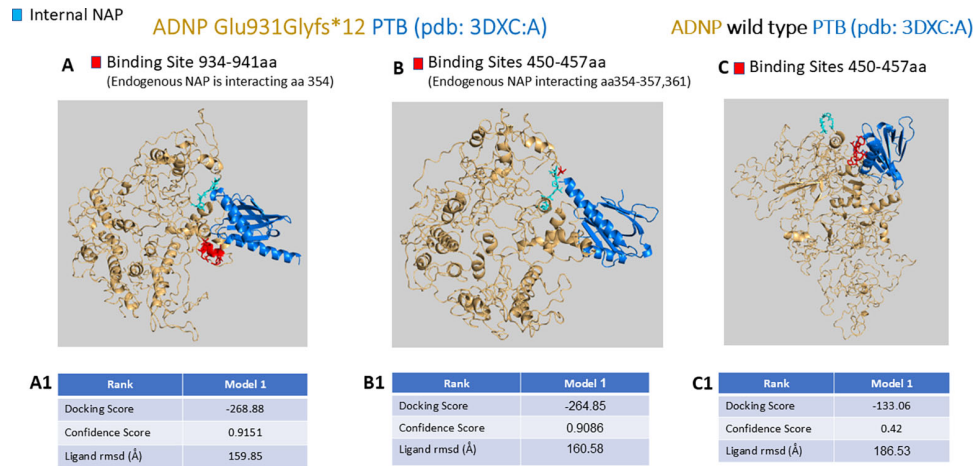 Internal NAP
ADNP Glu931Glyfs*12 PTB (pdb: 3DXC:A)
ADNP wild type PTB (pdb: 3DXC:A)
A Binding Site 934-941aa
(Endogenous NAP is interacting aa 354)
B Binding Sites 450-457aa
(Endogenous NAP interacting aa354-357,361)
C Binding Sites 450-457aa
A1
Rank Model 1
Docking Score -268.88
Confidence Score 0.9151
Ligand rmsd (Å) 159.85
B1
Rank Model 1
Docking Score -264.85
Confidence Score 0.9086
Ligand rmsd (Å) 160.58
C1
Rank Model 1
Docking Score -133.06
Confidence Score 0.42
Ligand rmsd (Å) 186.53